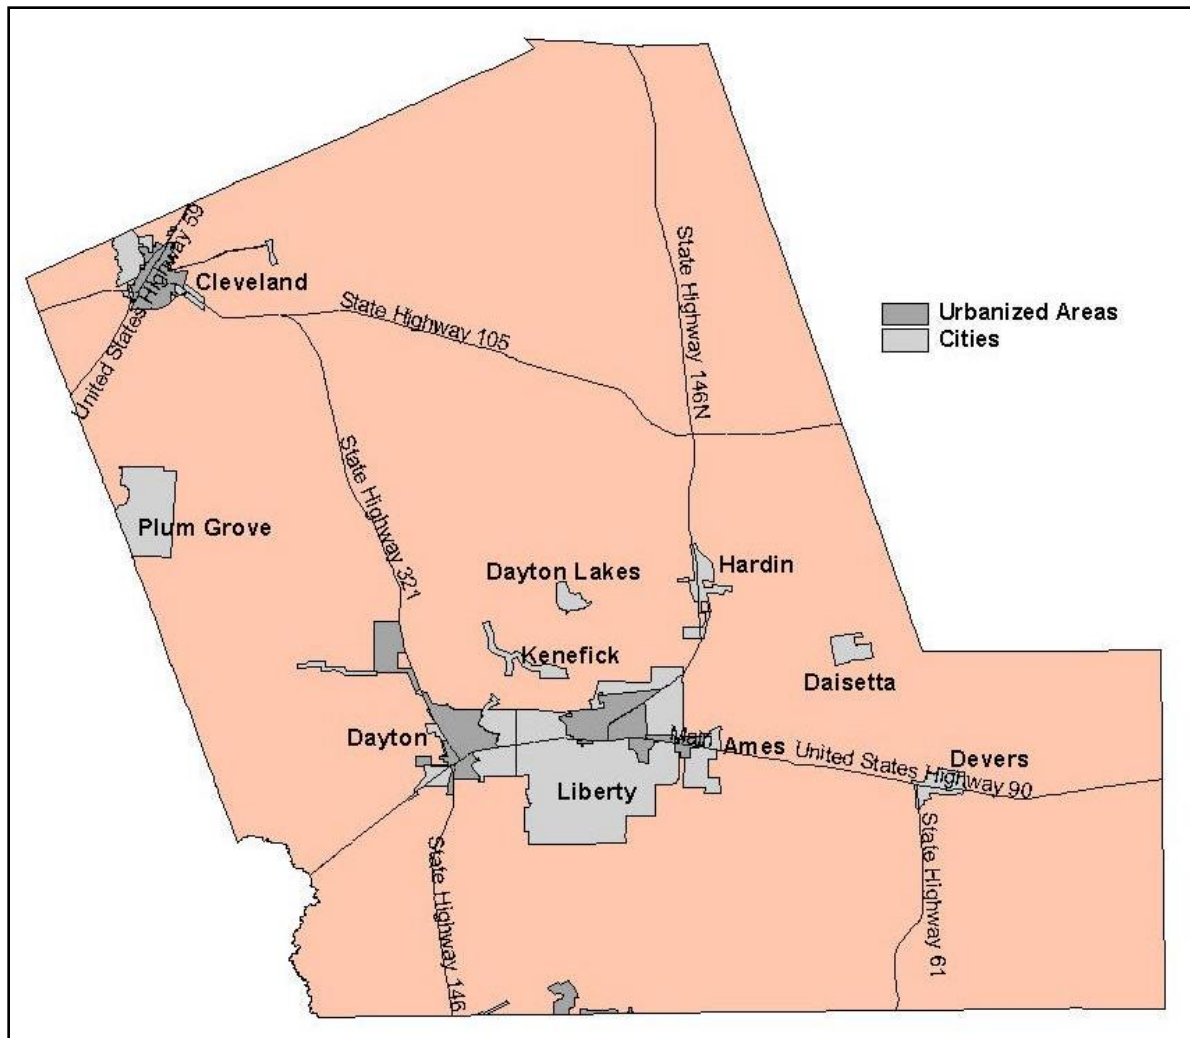 United States Highway 59
Cleveland
State Highway 105
State Highway 146N
Urbanized Areas
Cities
State Highway 321
Plum Grove
Dayton Lakes
Hardin
Kenefick
Daisetta
Dayton
Main
Ames
United States Highway 90
Devers
Liberty
State Highway 146
State Highway 61